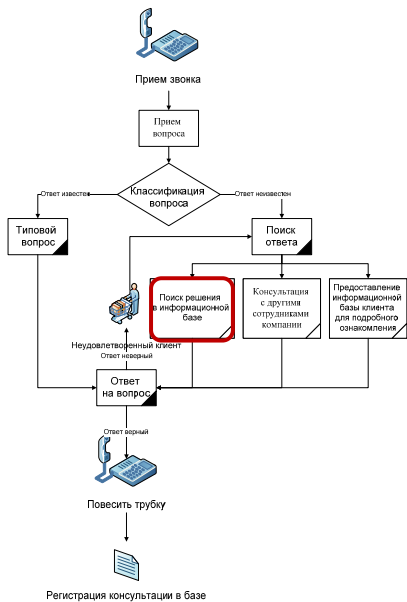 Прием звонка
Прием
вопроса
Классификация
вопроса
Ответ известен
Ответ неизвестен
Типовой
вопрос
Поиск
ответа
Поиск решения
в информационной
базе
Консультация
с другимя
сотрудниками
компании
Предоставление
информационной
базы клиента
для подробного
ознакомления
Неудовлетворенный клиент
Ответ неверный
Ответ
на вопрос
Ответ верный
Повесить трубку
Регистрация консультации в базе